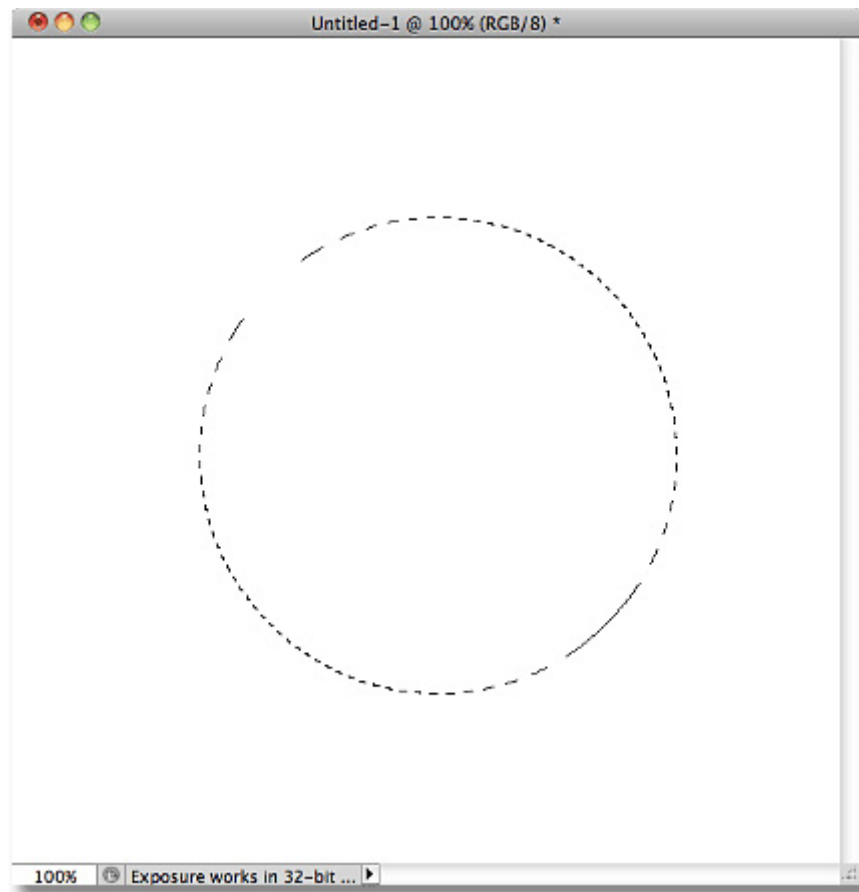 Untitled-1 @ 100% (RGB/8) *
100% Exposure works in 32-bit ...